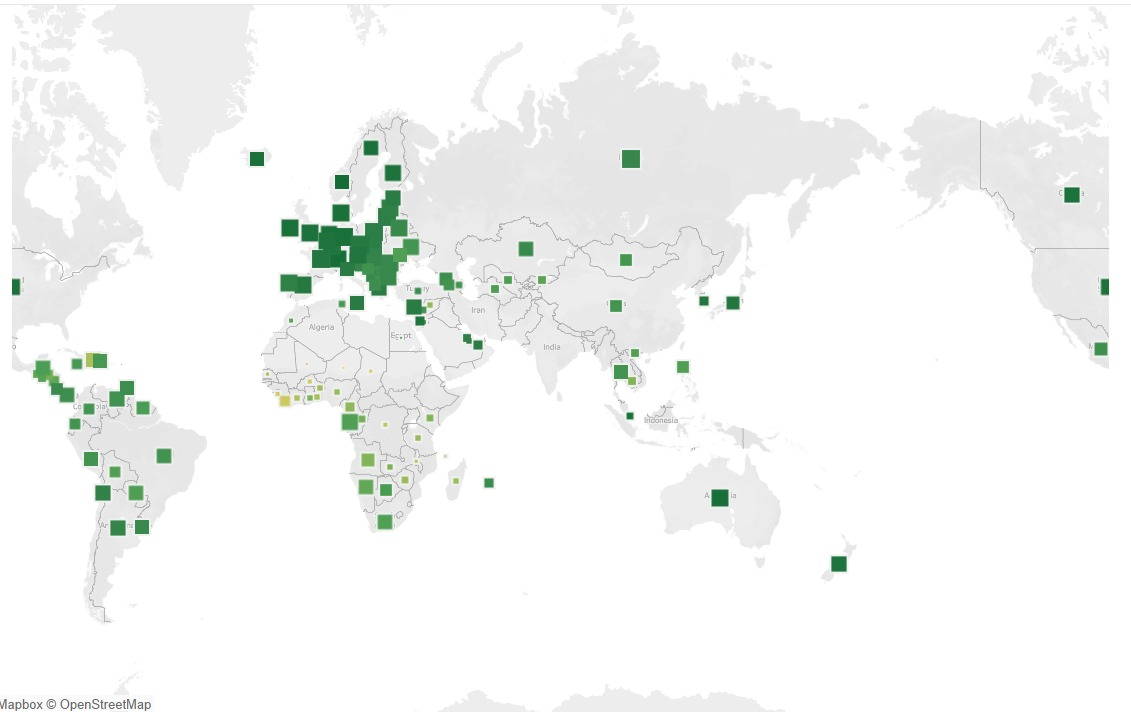 Turkey
Algeria
Egypt
Iran
India
Indonesia
Mapbox © OpenStreetMap